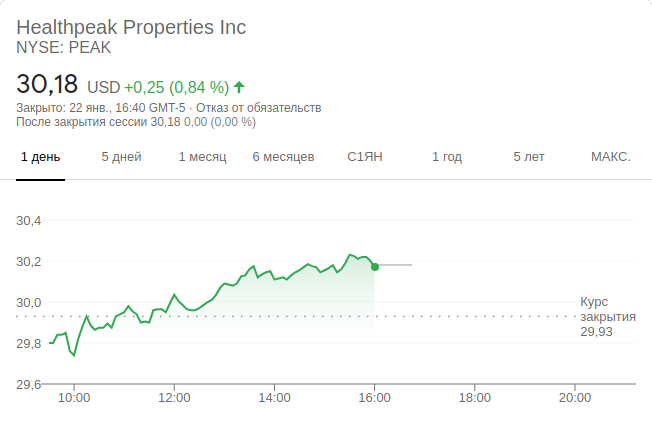 Healthpeak Properties Inc
NYSE: PEAK
30,18 USD +0,25 (0,84 %)
Закрыто: 22 янв., 16:40 GMT-5 · Отказ от обязательств
После закрытия сессии 30,18 0,00 (0,00 %)
1 день 5 дней 1 месяц 6 месяцев С1ЯН 1 год 5 лет МАКС.
30,4
30,2
30,0
29,8
29,6
Курс
закрытия
29,93
10:00 12:00 14:00 16:00 18:00 20:00